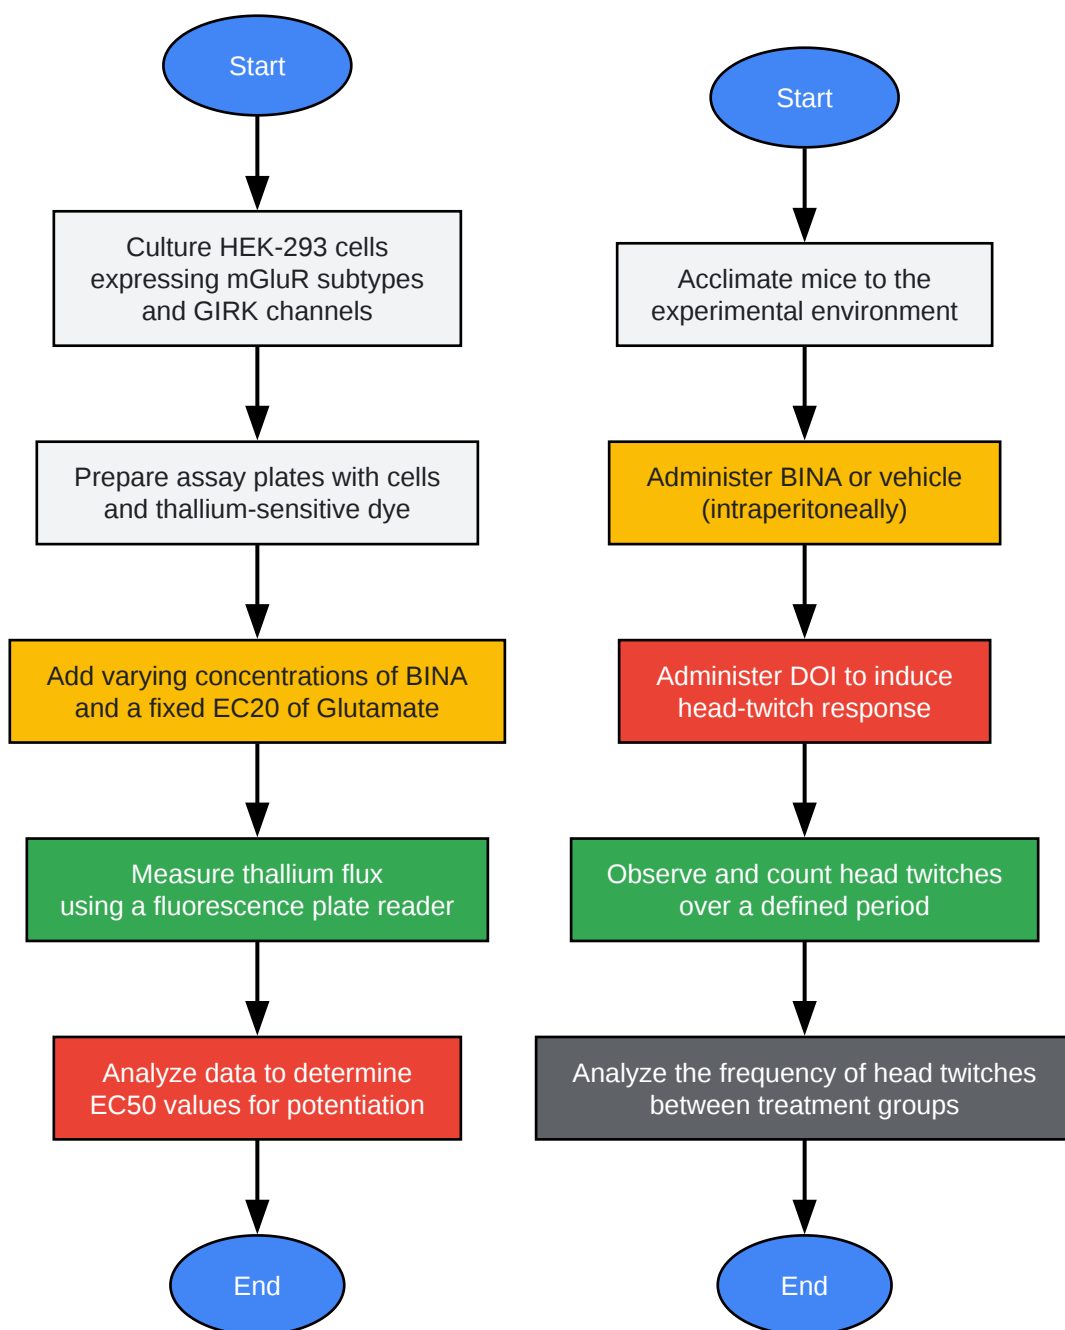 Start
Culture HEK-293 cells
expressing mGluR subtypes
and GIRK channels
Prepare assay plates with cells
and thallium-sensitive dye
Add varying concentrations of BINA
and a fixed EC20 of Glutamate
Measure thallium flux
using a fluorescence plate reader
Analyze data to determine
EC50 values for potentiation
End
Start
Acclimate mice to the
experimental environment
Administer BINA or vehicle
(intraperitoneally)
Administer DOI to induce
head-twitch response
Observe and count head twitches
over a defined period
Analyze the frequency of head twitches
between treatment groups
End